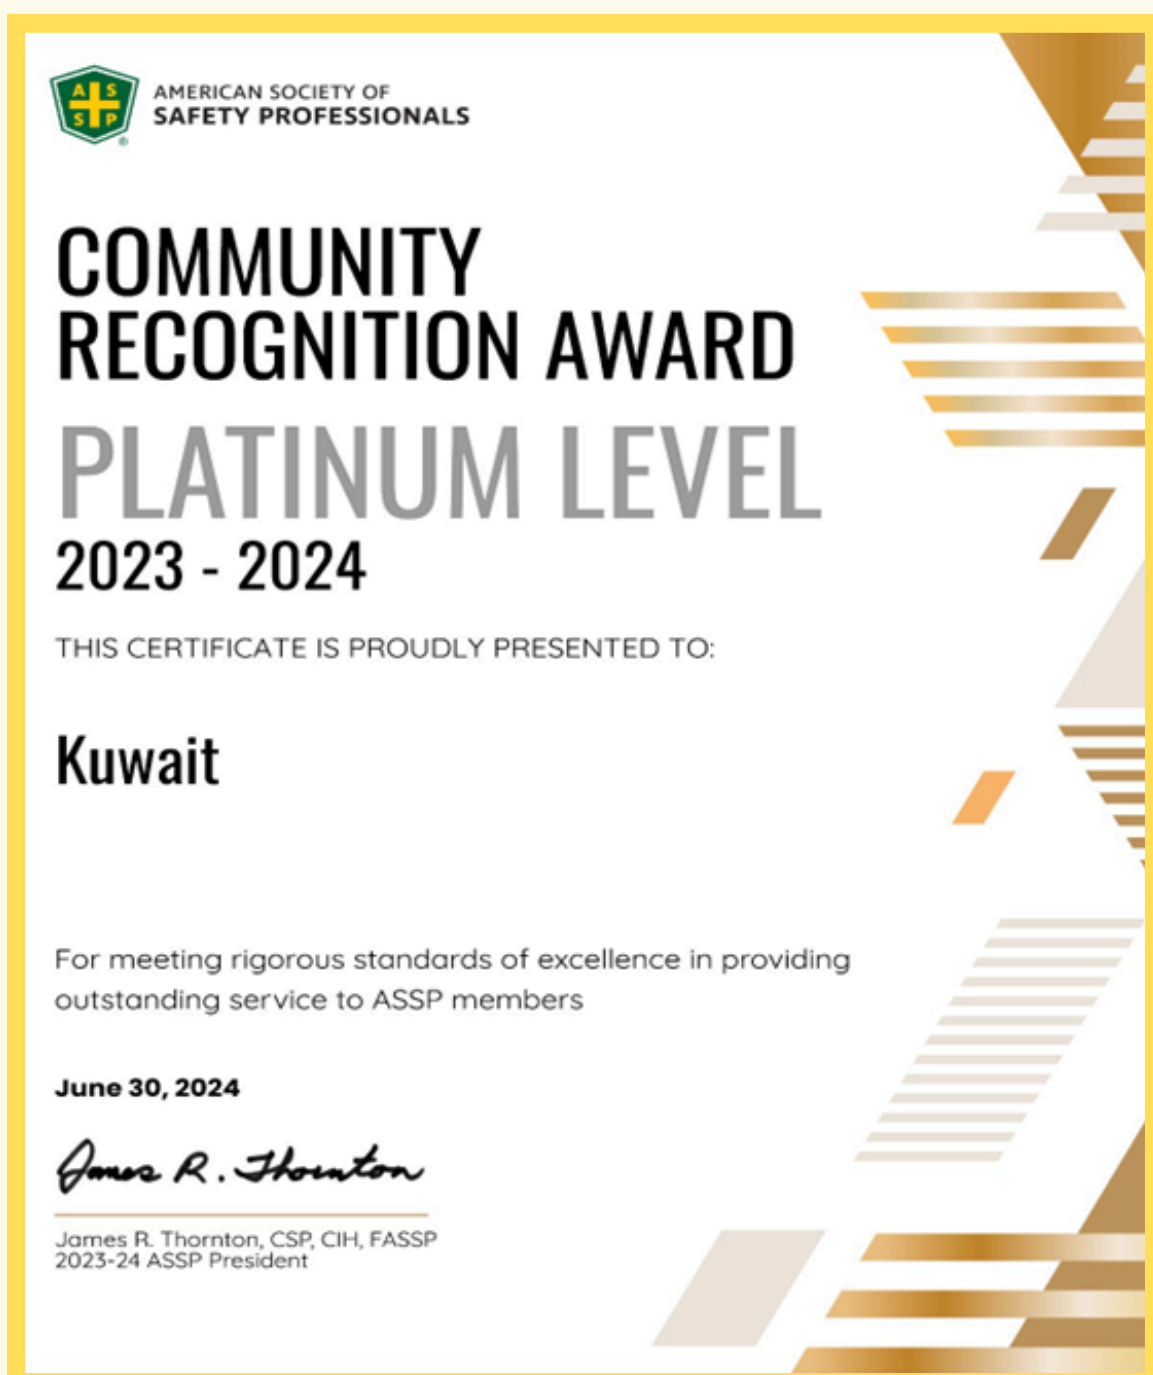 A S
S P
®
AMERICAN SOCIETY OF
SAFETY PROFESSIONALS
COMMUNITY
RECOGNITION AWARD
PLATINUM LEVEL
2023 - 2024
THIS CERTIFICATE IS PROUDLY PRESENTED TO:
Kuwait
For meeting rigorous standards of excellence in providing
outstanding service to ASSP members
June 30, 2024
James R. Thornton
James R. Thornton, CSP, CIH, FASSP
2023-24 ASSP President